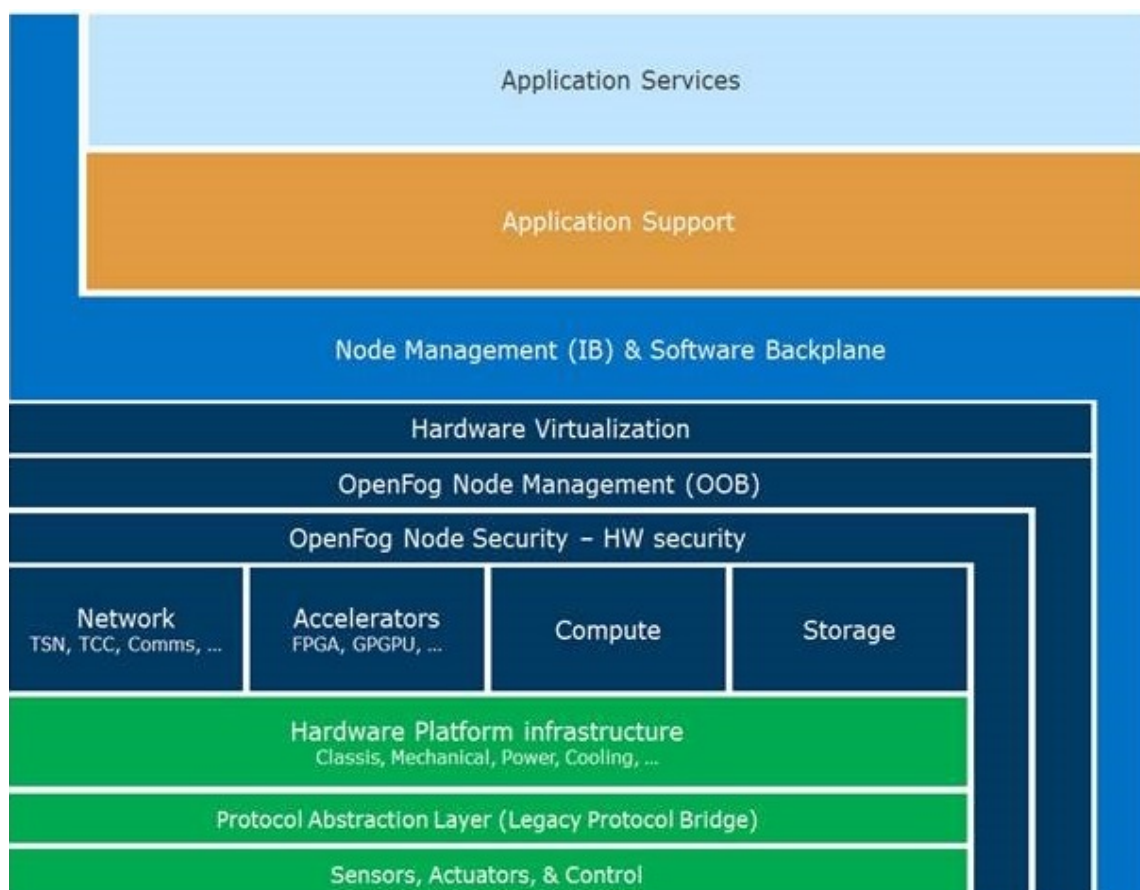 Application Services
Application Support
Node Management (IB) & Software Backplane
Hardware Virtualization
OpenFog Node Management (OOB)
OpenFog Node Security – HW security
Network
TSN, TCC, Comms, ...
Accelerators
FPGA, GPGPU, ...
Compute
Storage
Hardware Platform infrastructure
Classis, Mechanical, Power, Cooling, ...
Protocol Abstraction Layer (Legacy Protocol Bridge)
Sensors, Actuators, & Control